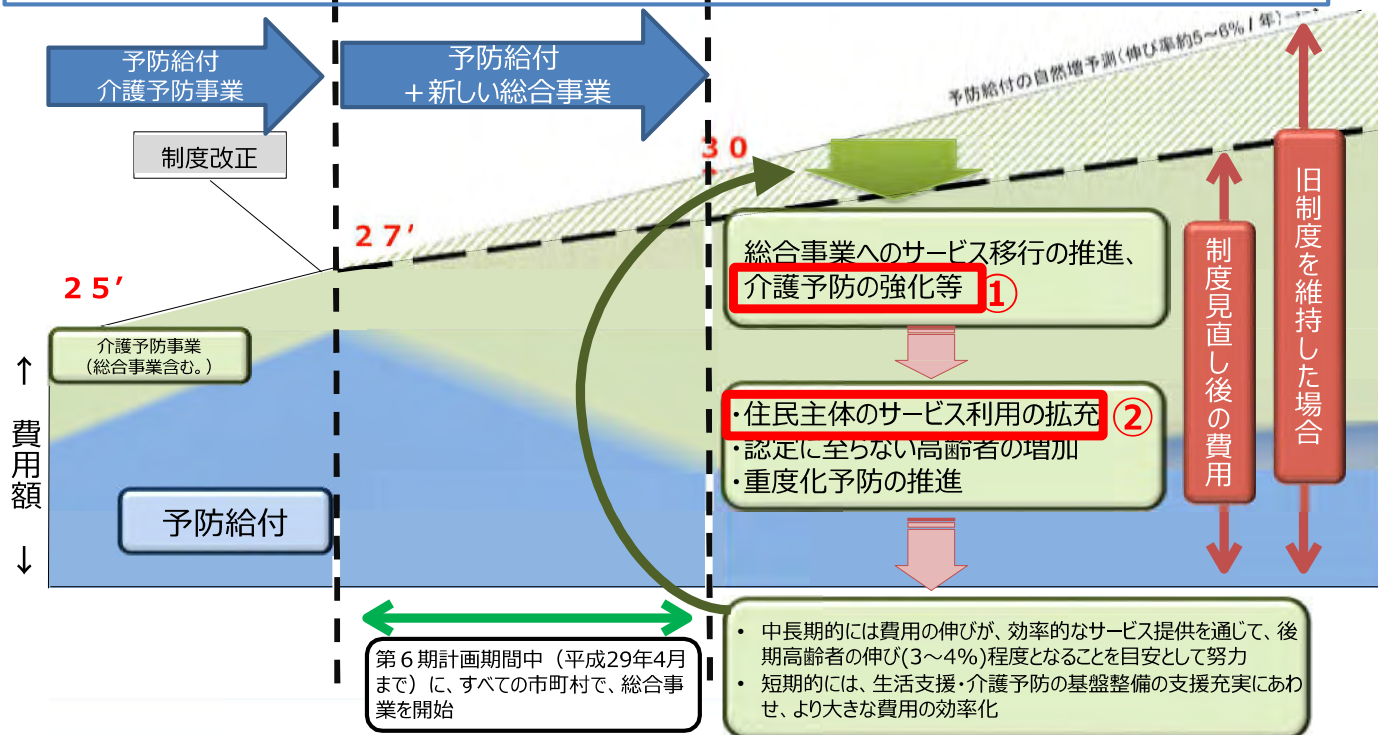 予防給付
介護予防事業
予防給付
+新しい総合事業
予防給付の自然増予測(伸び率約5~6% / 年)
制度改正
25’
27’
30
介護予防事業
(総合事業含む。)
↑
費用額
↓
予防給付
総合事業へのサービス移行の推進、
介護予防の強化等 ①
・住民主体のサービス利用の拡充 ②
・認定に至らない高齢者の増加
・重度化予防の推進
制度見直し後の費用
旧制度を維持した場合
第6期計画期間中(平成29年4月
まで)に、すべての市町村で、総合事
業を開始
• 中長期的には費用の伸びが、効率的なサービス提供を通じて、後
期高齢者の伸び(3~4%)程度となることを目安として努力
• 短期的には、生活支援・介護予防の基盤整備の支援充実にあわ
せ、より大きな費用の効率化